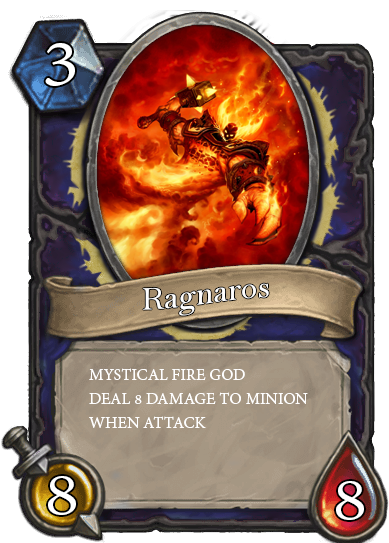 3
Ragnaros
MYSTICAL FIRE GOD
DEAL 8 DAMAGE TO MINION
WHEN ATTACK
8
8